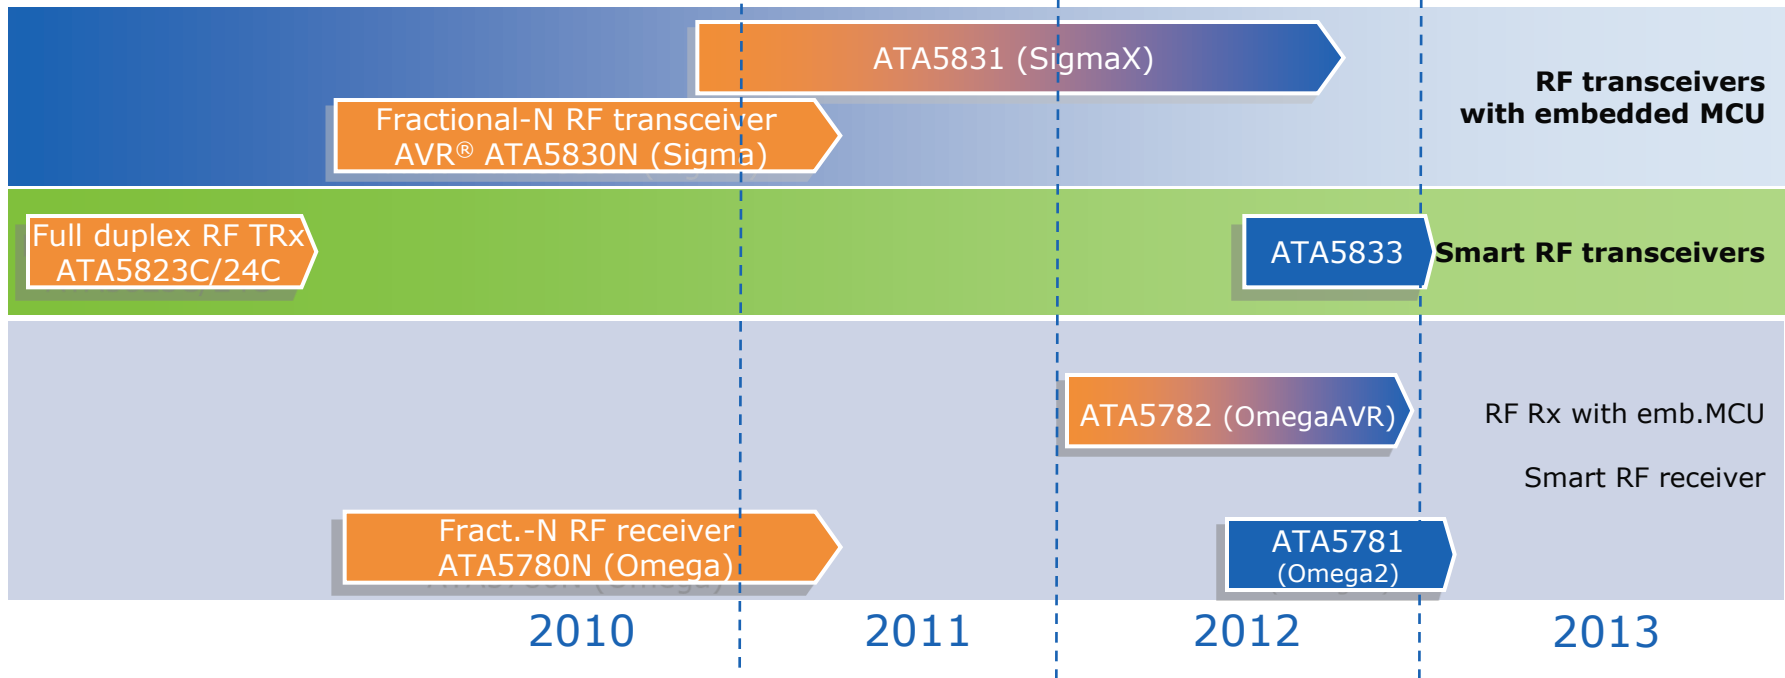 ATA5831 (SigmaX)
RF transceivers
with embedded MCU
Fractional-N RF transceiver
AVR® ATA5830N (Sigma)
Full duplex RF TRx
ATA5823C/24C
ATA5833
Smart RF transceivers
ATA5782 (OmegaAVR)
RF Rx with emb.MCU
Smart RF receiver
Fract.-N RF receiver
ATA5780N (Omega)
ATA5781
(Omega2)
2010
2011
2012
2013